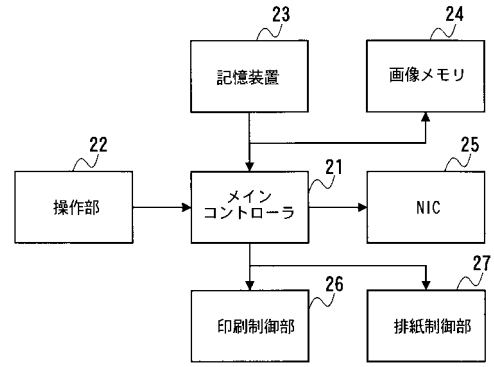 23
記憶装置
24
画像メモリ
22
操作部
21
メイン
コントローラ
25
NIC
26
印刷制御部
27
排紙制御部